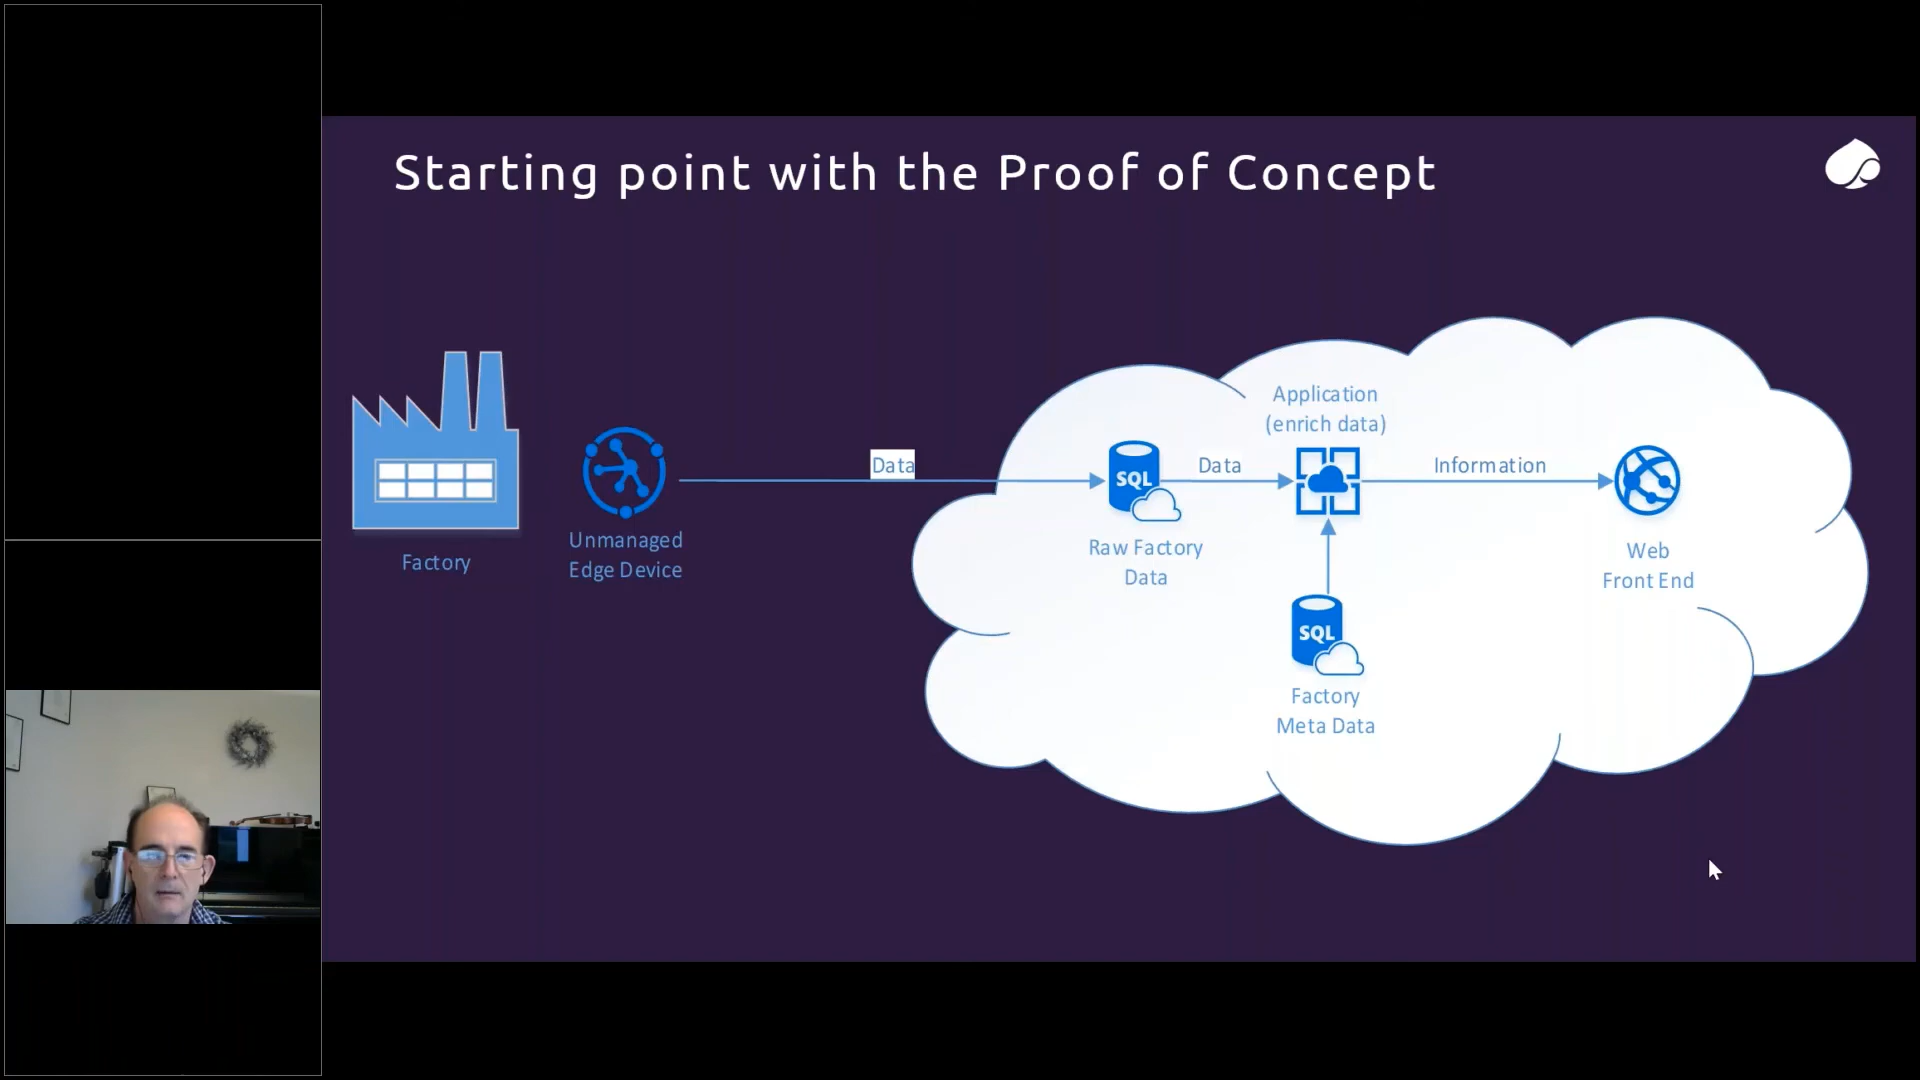 Starting point with the Proof of Concept
Factory
Unmanaged
Edge Device
Data
SQL
Raw Factory
Data
Data
Application
(enrich data)
SQL
Factory
Meta Data
Information
Web
Front End